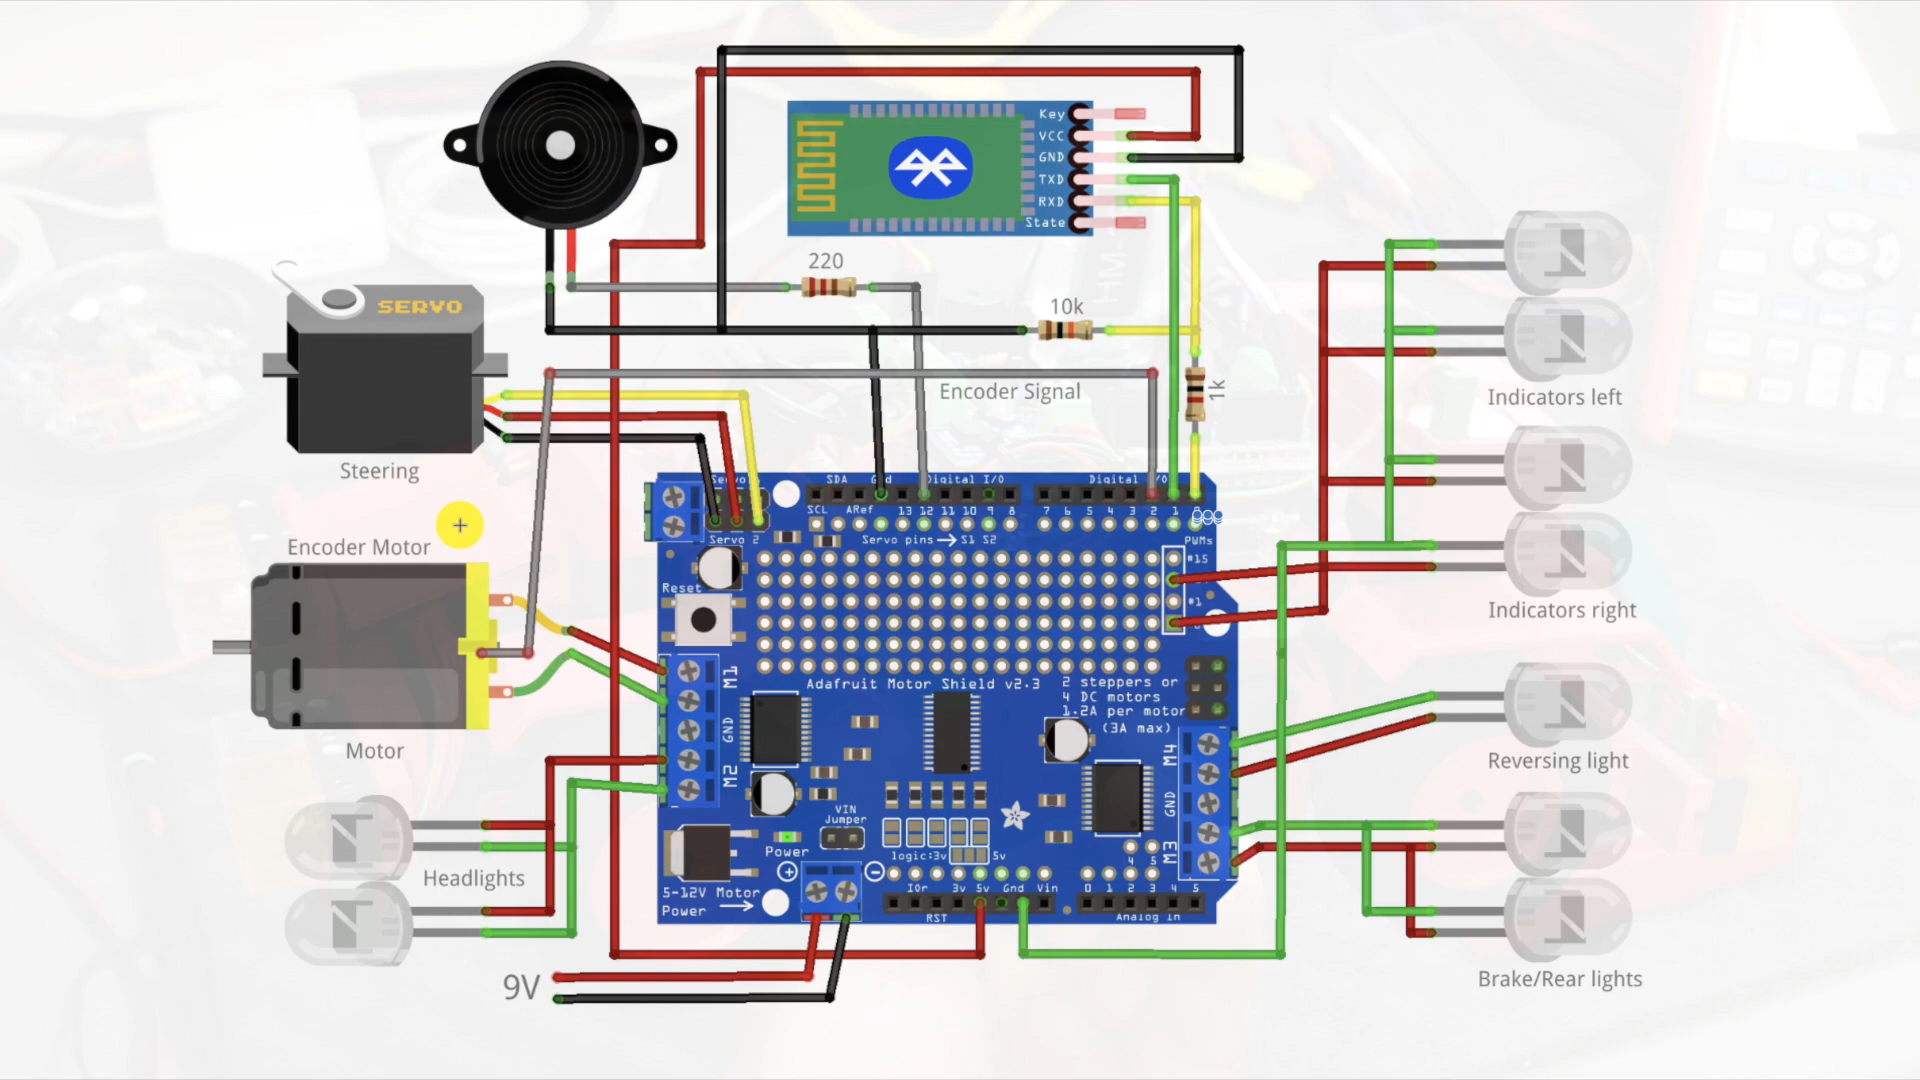 Key
VCC
GND
TXD
RXD
State
220
10k
1k
SERVO
Steering
Encoder Signal
Encoder Motor
Motor
Headlights
9V
Indicators left
Indicators right
Reversing light
Brake/Rear lights
SDA
Digital I/O
Digital I/O
SCL
ARef
13 12 11 10 9 8
7 6 5 4 3 2 1
Servo 2
Servo pins → S1 S2
PWMs
#15
#1
Reset
M1
GND
M2
Adafruit Motor Shield v2.3
2 steppers or
4 DC motors
1.2A per motor
(3A max)
M4
GND
M3
VIN
Jumper
Power
logic:3v 5v
5-12V Motor
Power →
4 5
IOr 3v 5v Gnd Vin
0 1 2 3 4 5
RST
Analog In